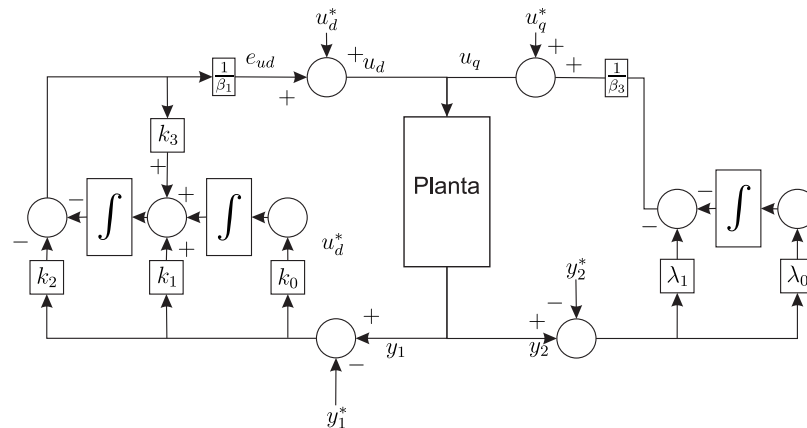 u_d^*
u_q^*
1/β_1
e_{ud}
+
+
u_d
u_q
+
+
1/β_3
k_3
+
Planta
−
∫
+
+
∫
−
∫
−
+
u_d^*
−
k_2
k_1
k_0
y_2^*
λ_1
λ_0
−
+
y_1
+
y_2
−
y_1^*